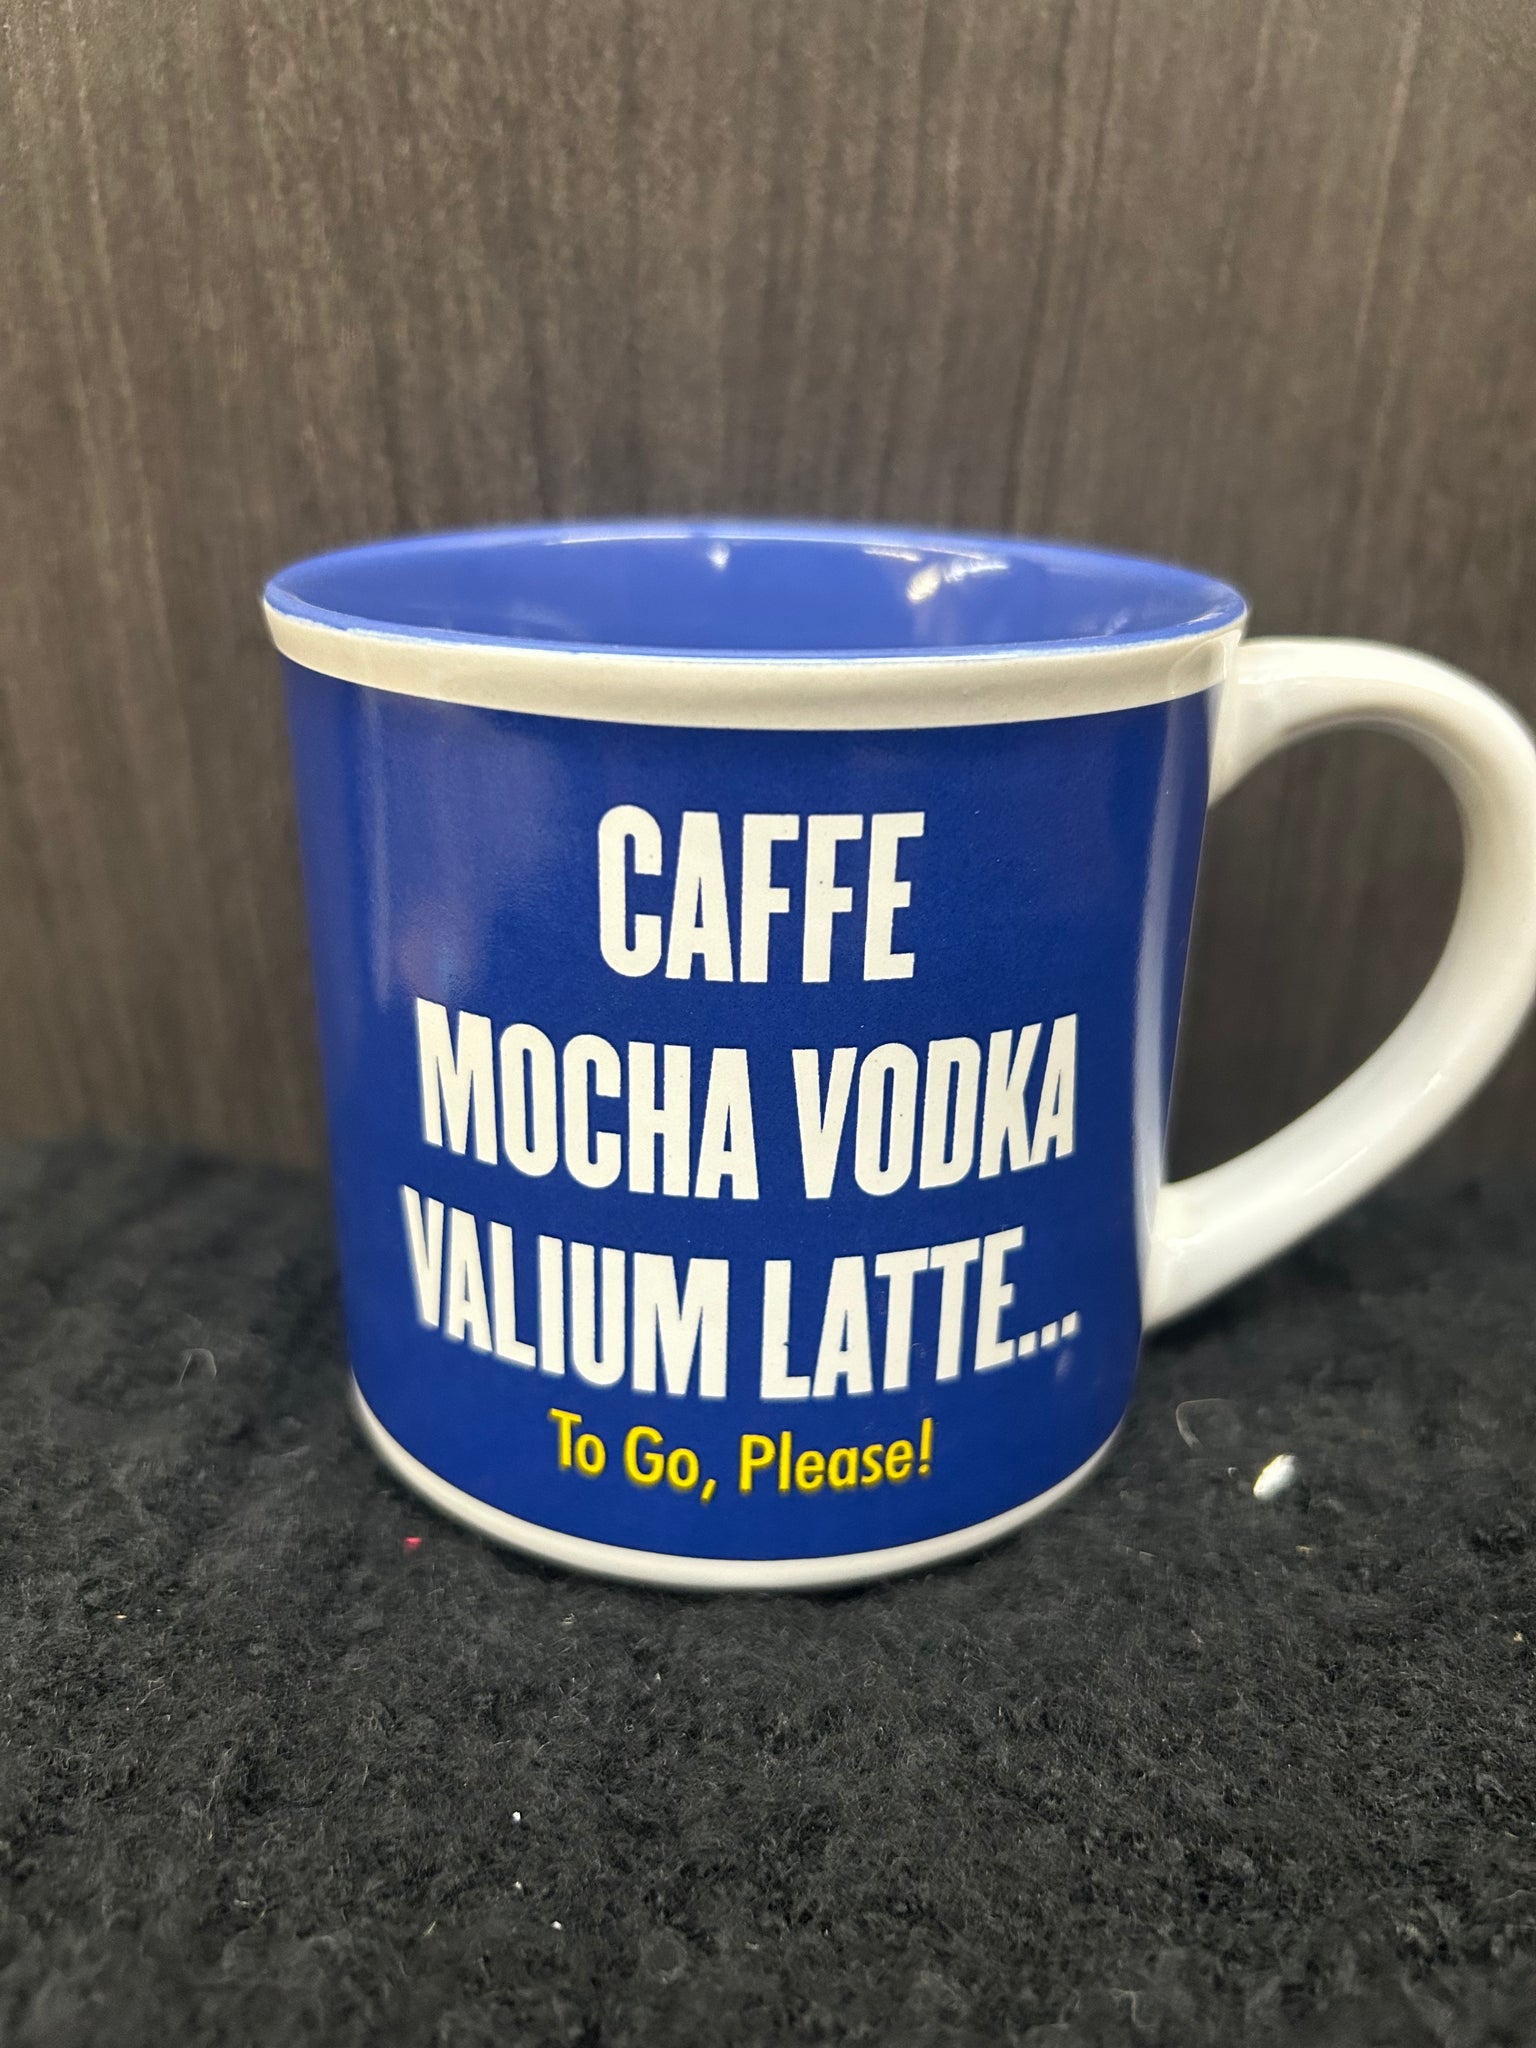 CAFFE
MOCHA VODKA
VALIUM LATTE...
To Go, Please!